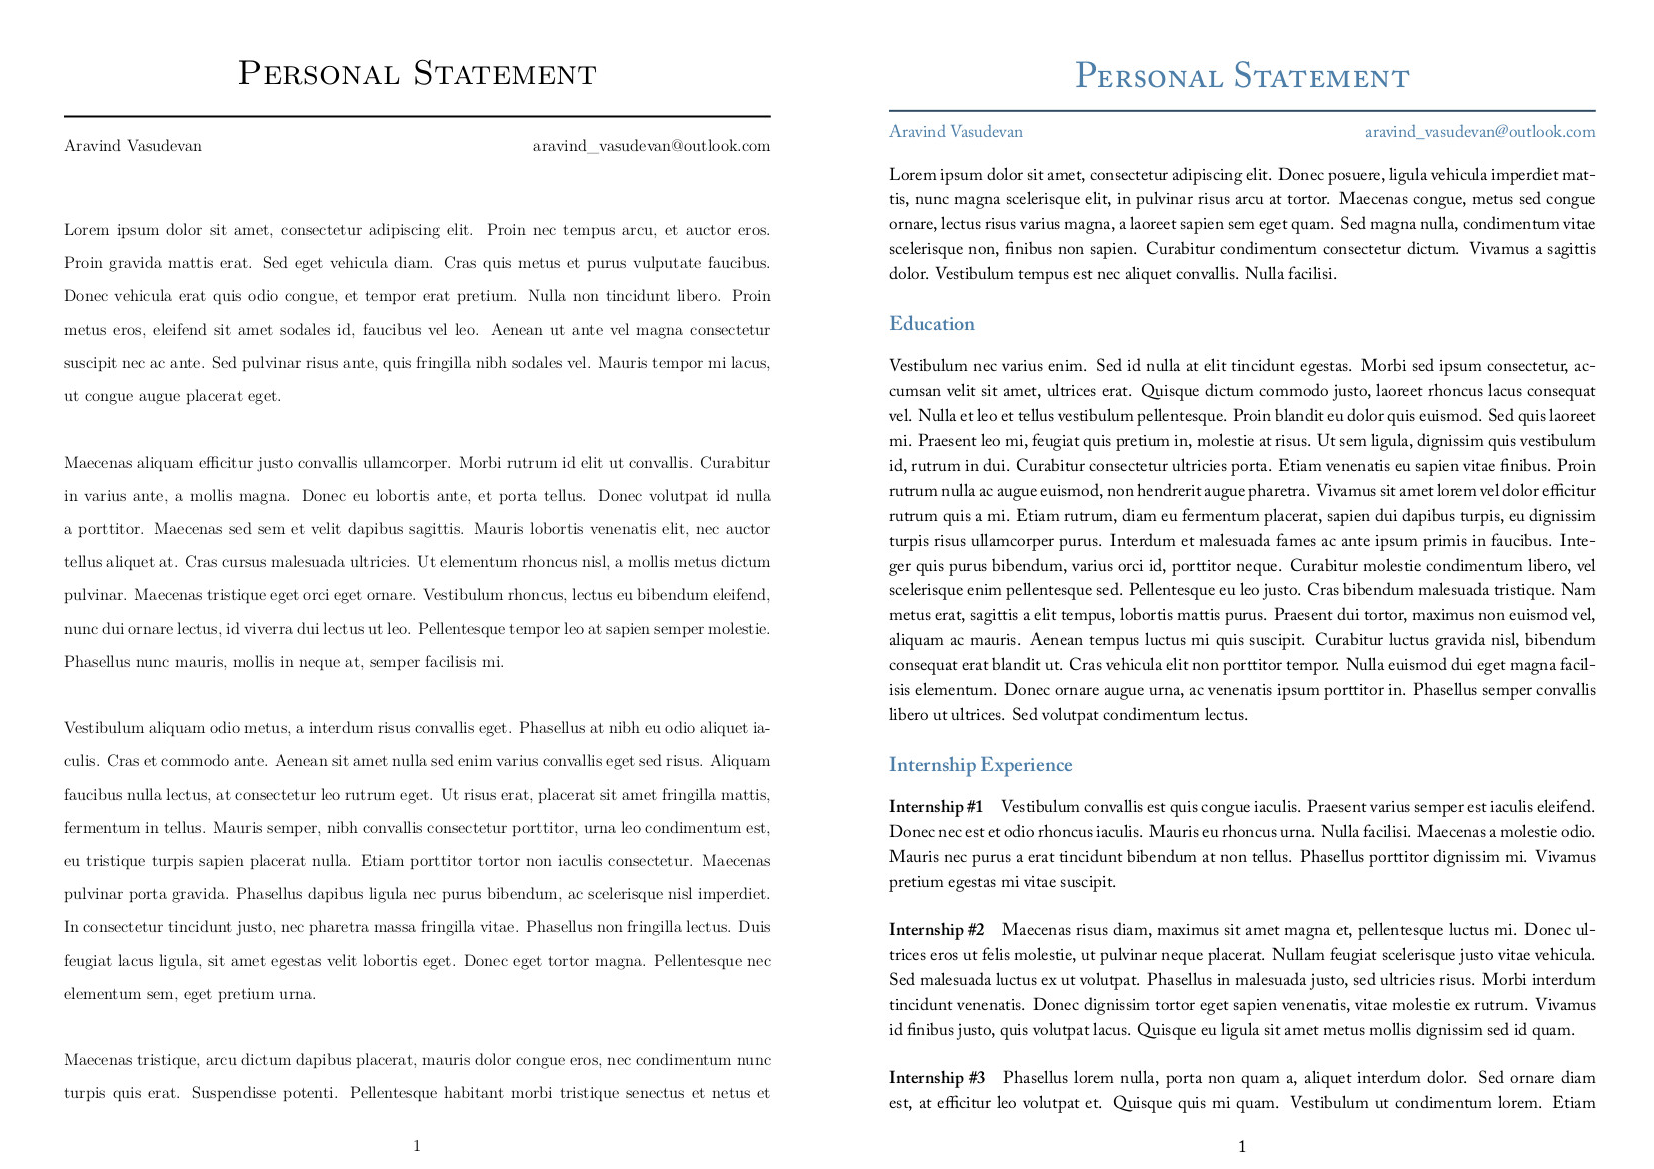 Personal Statement
Aravind Vasudevan
aravind_vasudevan@outlook.com
Lorem ipsum dolor sit amet, consectetur adipiscing elit. Proin nec tempus arcu, et auctor eros.
Proin gravida mattis erat. Sed eget vehicula diam. Cras quis metus et purus vulputate faucibus.
Donec vehicula erat quis odio congue, et tempor erat pretium. Nulla non tincidunt libero. Proin
metus eros, eleifend sit amet sodales id, faucibus vel leo. Aenean ut ante vel magna consectetur
suscipit nec ac ante. Sed pulvinar risus ante, quis fringilla nibh sodales vel. Mauris tempor mi lacus,
ut congue augue placerat eget.
Maecenas aliquam efficitur justo convallis ullamcorper. Morbi rutrum id elit ut convallis. Curabitur
in varius ante, a mollis magna. Donec eu lobortis ante, et porta tellus. Donec volutpat id nulla
a porttitor. Maecenas sed sem et velit dapibus sagittis. Mauris lobortis venenatis elit, nec auctor
tellus aliquet at. Cras cursus malesuada ultricies. Ut elementum rhoncus nisl, a mollis metus dictum
pulvinar. Maecenas tristique eget orci eget ornare. Vestibulum rhoncus, lectus eu bibendum eleifend,
nunc dui ornare lectus, id viverra dui lectus ut leo. Pellentesque tempor leo at sapien semper molestie.
Phasellus nunc mauris, mollis in neque at, semper facilisis mi.
Vestibulum aliquam odio metus, a interdum risus convallis eget. Phasellus at nibh eu odio aliquet ia-
culis. Cras et commodo ante. Aenean sit amet nulla sed enim varius convallis eget sed risus. Aliquam
faucibus nulla lectus, at consectetur leo rutrum eget. Ut risus erat, placerat sit amet fringilla mattis,
fermentum in tellus. Mauris semper, nibh convallis consectetur porttitor, urna leo condimentum est,
eu tristique turpis sapien placerat nulla. Etiam porttitor tortor non iaculis consectetur. Maecenas
pulvinar porta gravida. Phasellus dapibus ligula nec purus bibendum, ac scelerisque nisl imperdiet.
In consectetur tincidunt justo, nec pharetra massa fringilla vitae. Phasellus non fringilla lectus. Duis
feugiat lacus ligula, sit amet egestas velit lobortis eget. Donec eget tortor magna. Pellentesque nec
elementum sem, eget pretium urna.
Maecenas tristique, arcu dictum dapibus placerat, mauris dolor congue eros, nec condimentum nunc
turpis quis erat. Suspendisse potenti. Pellentesque habitant morbi tristique senectus et netus et
1
Personal Statement
Aravind Vasudevan
aravind_vasudevan@outlook.com
Lorem ipsum dolor sit amet, consectetur adipiscing elit. Donec posuere, ligula vehicula imperdiet mat-
tis, nunc magna scelerisque elit, in pulvinar risus arcu at tortor. Maecenas congue, metus sed congue
ornare, lectus risus varius magna, a laoreet sapien sem eget quam. Sed magna nulla, condimentum vitae
scelerisque non, finibus non sapien. Curabitur condimentum consectetur dictum. Vivamus a sagittis
dolor. Vestibulum tempus est nec aliquet convallis. Nulla facilisi.
Education
Vestibulum nec varius enim. Sed id nulla at elit tincidunt egestas. Morbi sed ipsum consectetur, ac-
cumsan velit sit amet, ultrices erat. Quisque dictum commodo justo, laoreet rhoncus lacus consequat
vel. Nulla et leo et tellus vestibulum pellentesque. Proin blandit eu dolor quis euismod. Sed quis laoreet
mi. Praesent leo mi, feugiat quis pretium in, molestie at risus. Ut sem ligula, dignissim quis vestibulum
id, rutrum in dui. Curabitur consectetur ultricies porta. Etiam venenatis eu sapien vitae finibus. Proin
rutrum nulla ac augue euismod, non hendrerit augue pharetra. Vivamus sit amet lorem vel dolor efficitur
rutrum quis a mi. Etiam rutrum, diam eu fermentum placerat, sapien dui dapibus turpis, eu dignissim
turpis risus ullamcorper purus. Interdum et malesuada fames ac ante ipsum primis in faucibus. Inte-
ger quis purus bibendum, varius orci id, porttitor neque. Curabitur molestie condimentum libero, vel
scelerisque enim pellentesque sed. Pellentesque eu leo justo. Cras bibendum malesuada tristique. Nam
metus erat, sagittis a elit tempus, lobortis mattis purus. Praesent dui tortor, maximus non euismod vel,
aliquam ac mauris. Aenean tempus luctus mi quis suscipit. Curabitur luctus gravida nisl, bibendum
consequat erat blandit ut. Cras vehicula elit non porttitor tempor. Nulla euismod dui eget magna facil-
isis elementum. Donec ornare augue urna, ac venenatis ipsum porttitor in. Phasellus semper convallis
libero ut ultrices. Sed volutpat condimentum lectus.
Internship Experience
Internship #1 Vestibulum convallis est quis congue iaculis. Praesent varius semper est iaculis eleifend.
Donec nec est et odio rhoncus iaculis. Mauris eu rhoncus urna. Nulla facilisi. Maecenas a molestie odio.
Mauris nec purus a erat tincidunt bibendum at non tellus. Phasellus porttitor dignissim mi. Vivamus
pretium egestas mi vitae suscipit.
Internship #2 Maecenas risus diam, maximus sit amet magna et, pellentesque luctus mi. Donec ul-
trices eros ut felis molestie, ut pulvinar neque placerat. Nullam feugiat scelerisque justo vitae vehicula.
Sed malesuada luctus ex ut volutpat. Phasellus in malesuada justo, sed ultricies risus. Morbi interdum
tincidunt venenatis. Donec dignissim tortor eget sapien venenatis, vitae molestie ex rutrum. Vivamus
id finibus justo, quis volutpat lacus. Quisque eu ligula sit amet metus mollis dignissim sed id quam.
Internship #3 Phasellus lorem nulla, porta non quam a, aliquet interdum dolor. Sed ornare diam
est, at efficitur leo volutpat et. Quisque quis mi quam. Vestibulum ut condimentum lorem. Etiam
1